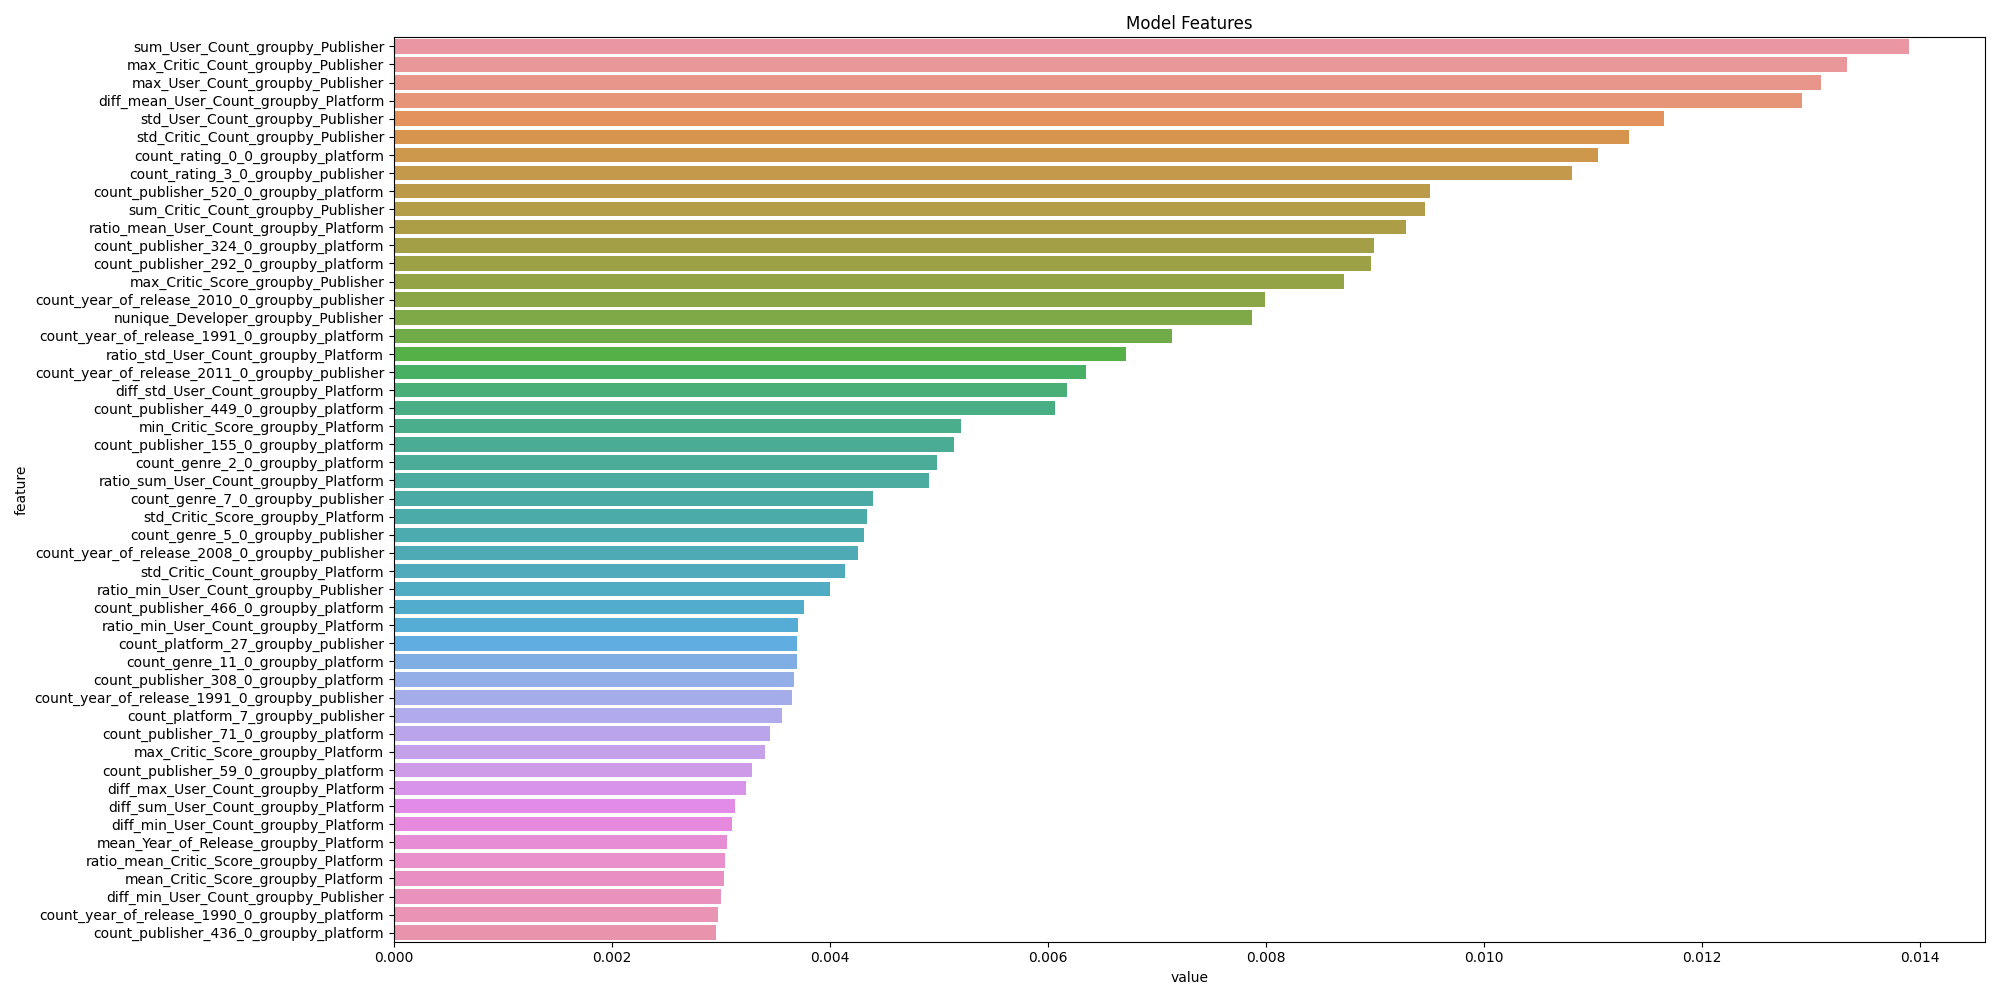 Model Features
feature
sum_User_Count_groupby_Publisher
max_Critic_Count_groupby_Publisher
max_User_Count_groupby_Publisher
diff_mean_User_Count_groupby_Platform
std_User_Count_groupby_Publisher
std_Critic_Count_groupby_Publisher
count_rating_0_0_groupby_platform
count_rating_3_0_groupby_publisher
count_publisher_520_0_groupby_platform
sum_Critic_Count_groupby_Publisher
ratio_mean_User_Count_groupby_Platform
count_publisher_324_0_groupby_platform
count_publisher_292_0_groupby_platform
max_Critic_Score_groupby_Publisher
count_year_of_release_2010_0_groupby_publisher
nunique_Developer_groupby_Publisher
count_year_of_release_1991_0_groupby_platform
ratio_std_User_Count_groupby_Platform
count_year_of_release_2011_0_groupby_publisher
diff_std_User_Count_groupby_Platform
count_publisher_449_0_groupby_platform
min_Critic_Score_groupby_Platform
count_publisher_155_0_groupby_platform
count_genre_2_0_groupby_platform
ratio_sum_User_Count_groupby_Platform
count_genre_7_0_groupby_publisher
std_Critic_Score_groupby_Platform
count_genre_5_0_groupby_publisher
count_year_of_release_2008_0_groupby_publisher
std_Critic_Count_groupby_Platform
ratio_min_User_Count_groupby_Publisher
count_publisher_466_0_groupby_platform
ratio_min_User_Count_groupby_Platform
count_platform_27_groupby_publisher
count_genre_11_0_groupby_platform
count_publisher_308_0_groupby_platform
count_year_of_release_1991_0_groupby_publisher
count_platform_7_groupby_publisher
count_publisher_71_0_groupby_platform
max_Critic_Score_groupby_Platform
count_publisher_59_0_groupby_platform
diff_max_User_Count_groupby_Platform
diff_sum_User_Count_groupby_Platform
diff_min_User_Count_groupby_Platform
mean_Year_of_Release_groupby_Platform
ratio_mean_Critic_Score_groupby_Platform
mean_Critic_Score_groupby_Platform
diff_min_User_Count_groupby_Publisher
count_year_of_release_1990_0_groupby_platform
count_publisher_436_0_groupby_platform
0.000 0.002 0.004 0.006 0.008 0.010 0.012 0.014
value